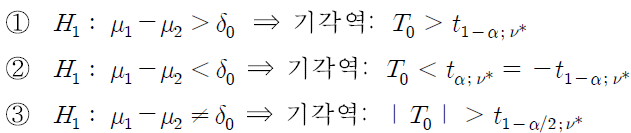 ① H₁ : μ₁ − μ₂ > δ₀ ⇒ 기각역: T₀ > t₁₋α; ν*
② H₁ : μ₁ − μ₂ < δ₀ ⇒ 기각역: T₀ < tα; ν* = −t₁₋α; ν*
③ H₁ : μ₁ − μ₂ ≠ δ₀ ⇒ 기각역: | T₀ | > t₁₋α/₂; ν*